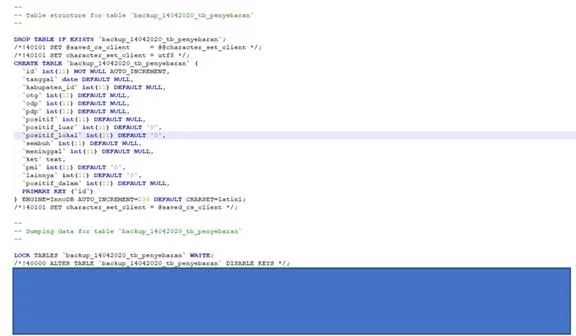 --
-- Table structure for table `backup_14042020_tb_penyebaran`
--
DROP TABLE IF EXISTS `backup_14042020_tb_penyebaran`;
/*!40101 SET @saved_cs_client     = @@character_set_client */;
/*!40101 SET character_set_client = utf8 */;
CREATE TABLE `backup_14042020_tb_penyebaran` (
`id` int(11) NOT NULL AUTO_INCREMENT,
`tanggal` date DEFAULT NULL,
`kabupaten_id` int(11) DEFAULT NULL,
`otg` int(11) DEFAULT NULL,
`odp` int(11) DEFAULT NULL,
`pdp` int(11) DEFAULT NULL,
`positif` int(11) DEFAULT NULL,
`positif_luar` int(11) DEFAULT '0',
`positif_lokal` int(11) DEFAULT '0',
`sembuh` int(11) DEFAULT NULL,
`meninggal` int(11) DEFAULT NULL,
`ket` text,
`pmi` int(11) DEFAULT '0',
`lainnya` int(11) DEFAULT '0',
`positif_dalam` int(11) DEFAULT NULL,
PRIMARY KEY (`id`)
) ENGINE=InnoDB DEFAULT CHARSET=latin1;
/*!40101 SET character_set_client = @saved_cs_client */;
--
-- Dumping data for table `backup_14042020_tb_penyebaran`
--
LOCK TABLES `backup_14042020_tb_penyebaran` WRITE;
/*!40000 ALTER TABLE `backup_14042020_tb_penyebaran` DISABLE KEYS */;